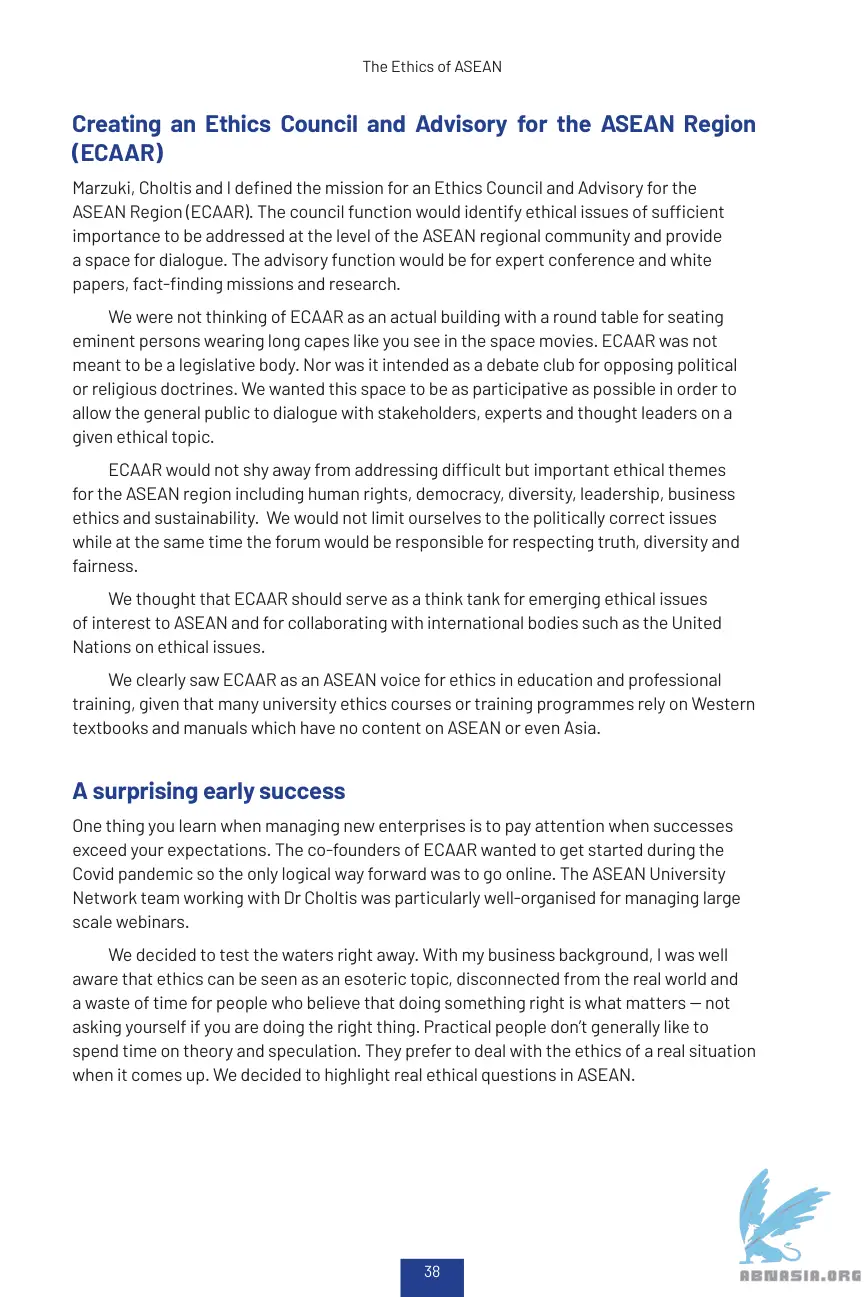 The Ethics of ASEAN
Creating an Ethics Council and Advisory for the ASEAN Region
(ECAAR)
Marzuki, Choltis and I defined the mission for an Ethics Council and Advisory for the
ASEAN Region (ECAAR). The council function would identify ethical issues of sufficient
importance to be addressed at the level of the ASEAN regional community and provide
a space for dialogue. The advisory function would be for expert conference and white
papers, fact-finding missions and research.
We were not thinking of ECAAR as an actual building with a round table for seating
eminent persons wearing long capes like you see in the space movies. ECAAR was not
meant to be a legislative body. Nor was it intended as a debate club for opposing political
or religious doctrines. We wanted this space to be as participative as possible in order to
allow the general public to dialogue with stakeholders, experts and thought leaders on a
given ethical topic.
ECAAR would not shy away from addressing difficult but important ethical themes
for the ASEAN region including human rights, democracy, diversity, leadership, business
ethics and sustainability.  We would not limit ourselves to the politically correct issues
while at the same time the forum would be responsible for respecting truth, diversity and
fairness.
We thought that ECAAR should serve as a think tank for emerging ethical issues
of interest to ASEAN and for collaborating with international bodies such as the United
Nations on ethical issues.
We clearly saw ECAAR as an ASEAN voice for ethics in education and professional
training, given that many university ethics courses or training programmes rely on Western
textbooks and manuals which have no content on ASEAN or even Asia.
A surprising early success
One thing you learn when managing new enterprises is to pay attention when successes
exceed your expectations. The co-founders of ECAAR wanted to get started during the
Covid pandemic so the only logical way forward was to go online. The ASEAN University
Network team working with Dr Choltis was particularly well-organised for managing large
scale webinars.
We decided to test the waters right away. With my business background, I was well
aware that ethics can be seen as an esoteric topic, disconnected from the real world and
a waste of time for people who believe that doing something right is what matters — not
asking yourself if you are doing the right thing. Practical people don’t generally like to
spend time on theory and speculation. They prefer to deal with the ethics of a real situation
when it comes up. We decided to highlight real ethical questions in ASEAN.
38
ABNASIA.ORG